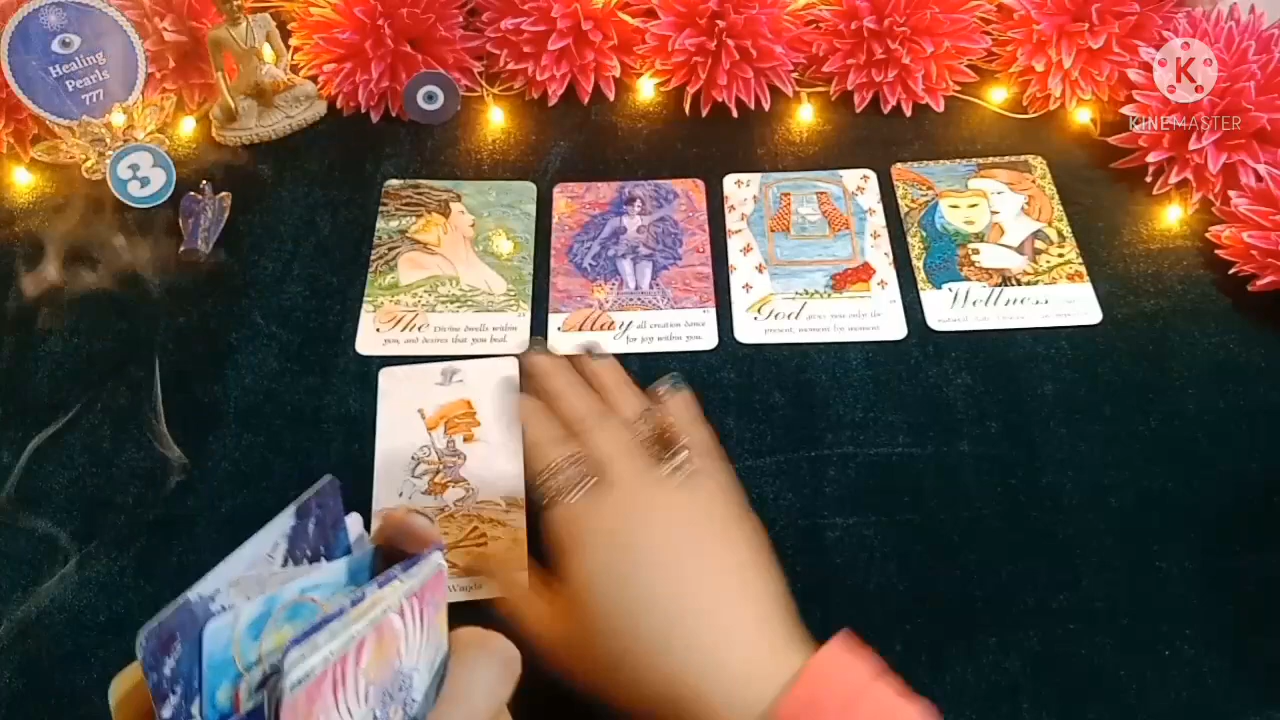 Healing
Pearls
777
3
K
KINEMASTER
The Divine dwells within
you, and desires that you heal.
May all creation dance
for joy within you.
God gives you only the
present, moment by moment
Wellness
Wands